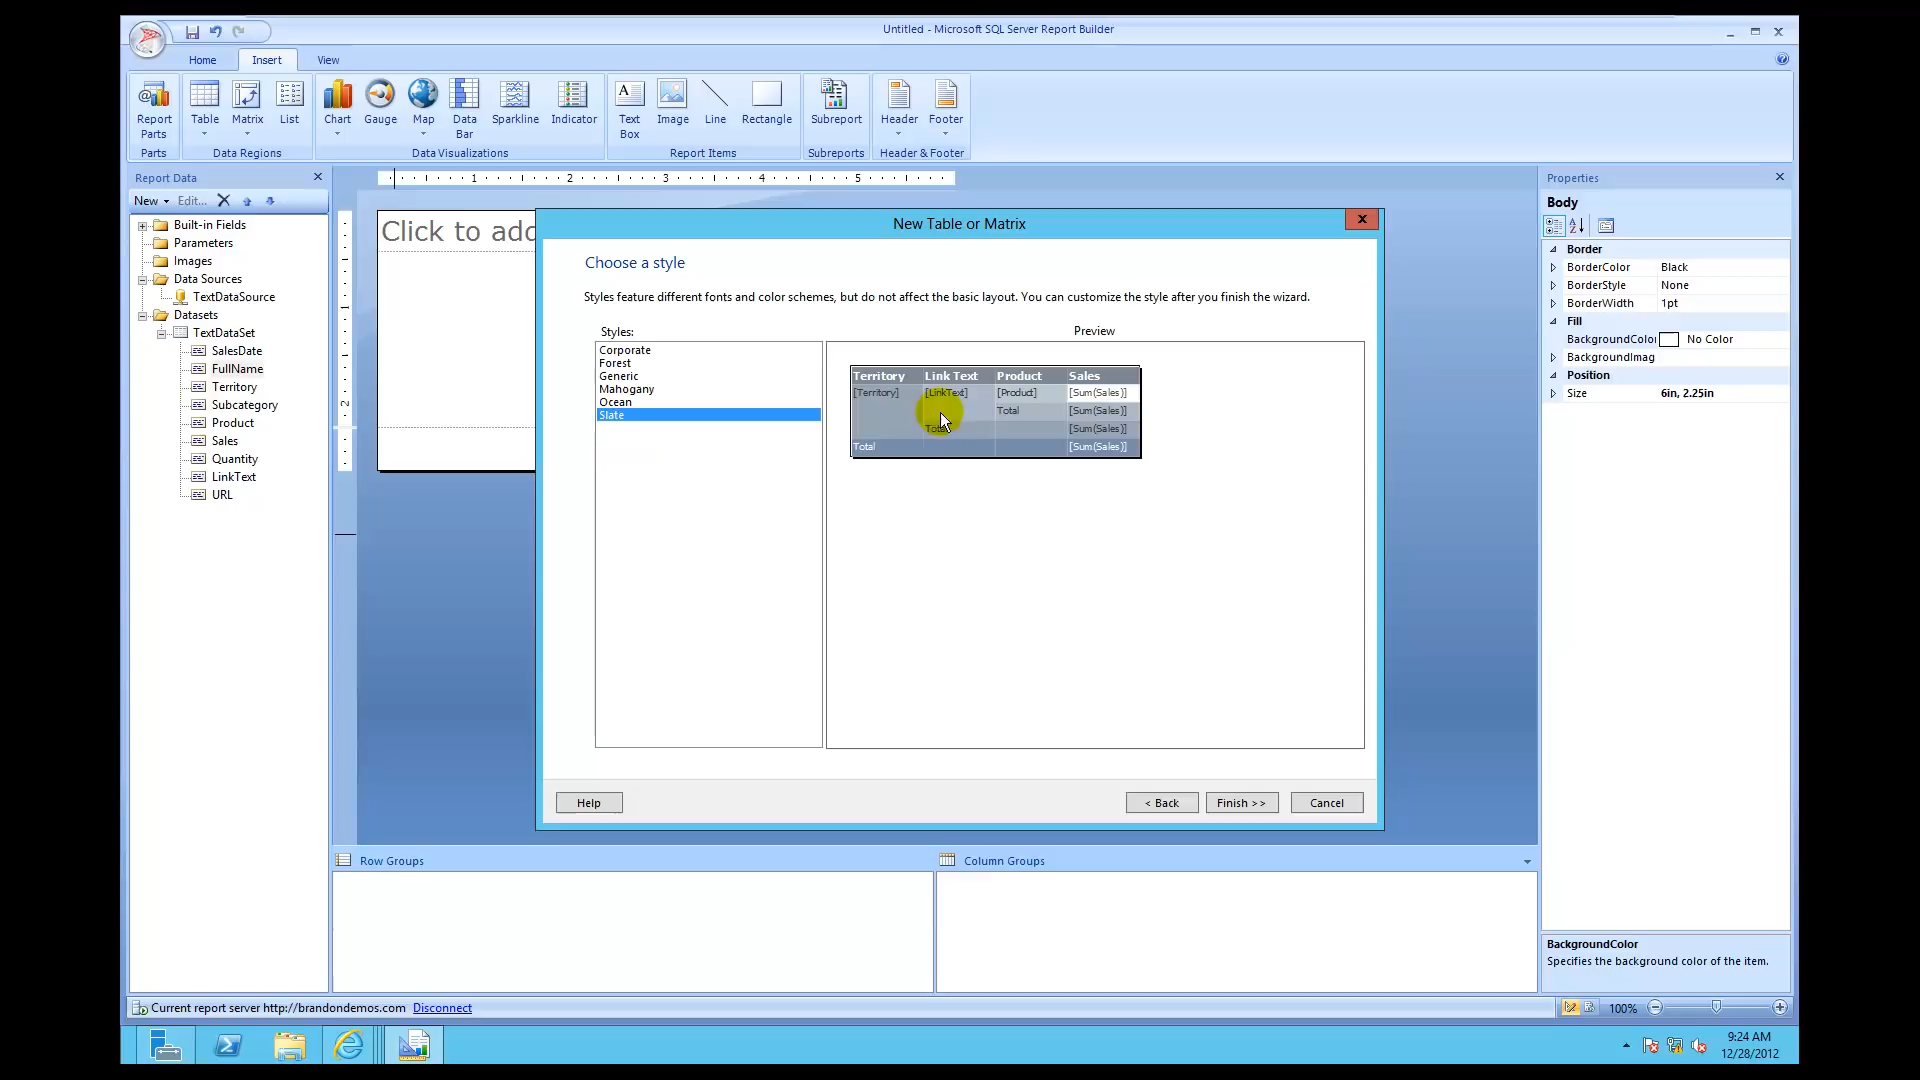 Untitled - Microsoft SQL Server Report Builder
Home Insert View
Report Parts
Table
Matrix
List
Chart
Gauge
Map
Data Bar
Sparkline
Indicator
Text Box
Image
Line
Rectangle
Subreport
Header
Footer
Parts
Data Regions
Data Visualizations
Report Items
Subreports
Header & Footer
Report Data
New Edit...
Built-in Fields
Parameters
Images
Data Sources
TextDataSource
Datasets
TextDataSet
SalesDate
FullName
Territory
Subcategory
Product
Sales
Quantity
LinkText
URL
1 2 3 4 5
1
2
Click to add
New Table or Matrix
Choose a style
Styles feature different fonts and color schemes, but do not affect the basic layout. You can customize the style after you finish the wizard.
Styles:
Corporate
Forest
Generic
Mahogany
Ocean
Slate
Preview
Territory Link Text Product Sales
[Territory] [LinkText] [Product] [Sum(Sales)]
Total [Sum(Sales)]
Total [Sum(Sales)]
Total [Sum(Sales)]
Help
< Back
Finish >>
Cancel
Properties
Body
Border
BorderColor Black
BorderStyle None
BorderWidth 1pt
Fill
BackgroundColor No Color
BackgroundImag
Position
Size 6in, 2.25in
BackgroundColor
Specifies the background color of the item.
Row Groups
Column Groups
Current report server http://brandondemos.com Disconnect
100%
9:24 AM
12/28/2012